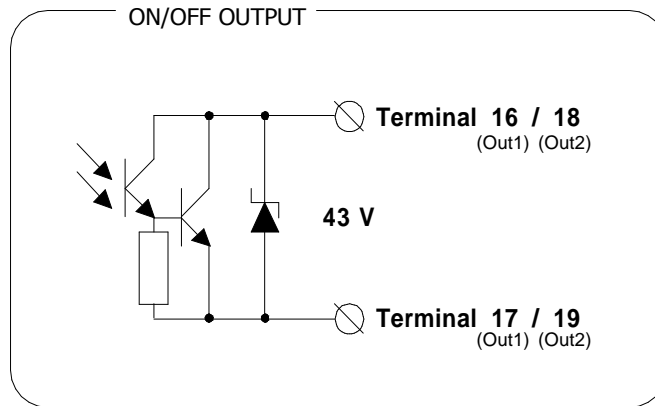 ON/OFF OUTPUT
Terminal 16 / 18
(Out1) (Out2)
43 V
Terminal 17 / 19
(Out1) (Out2)